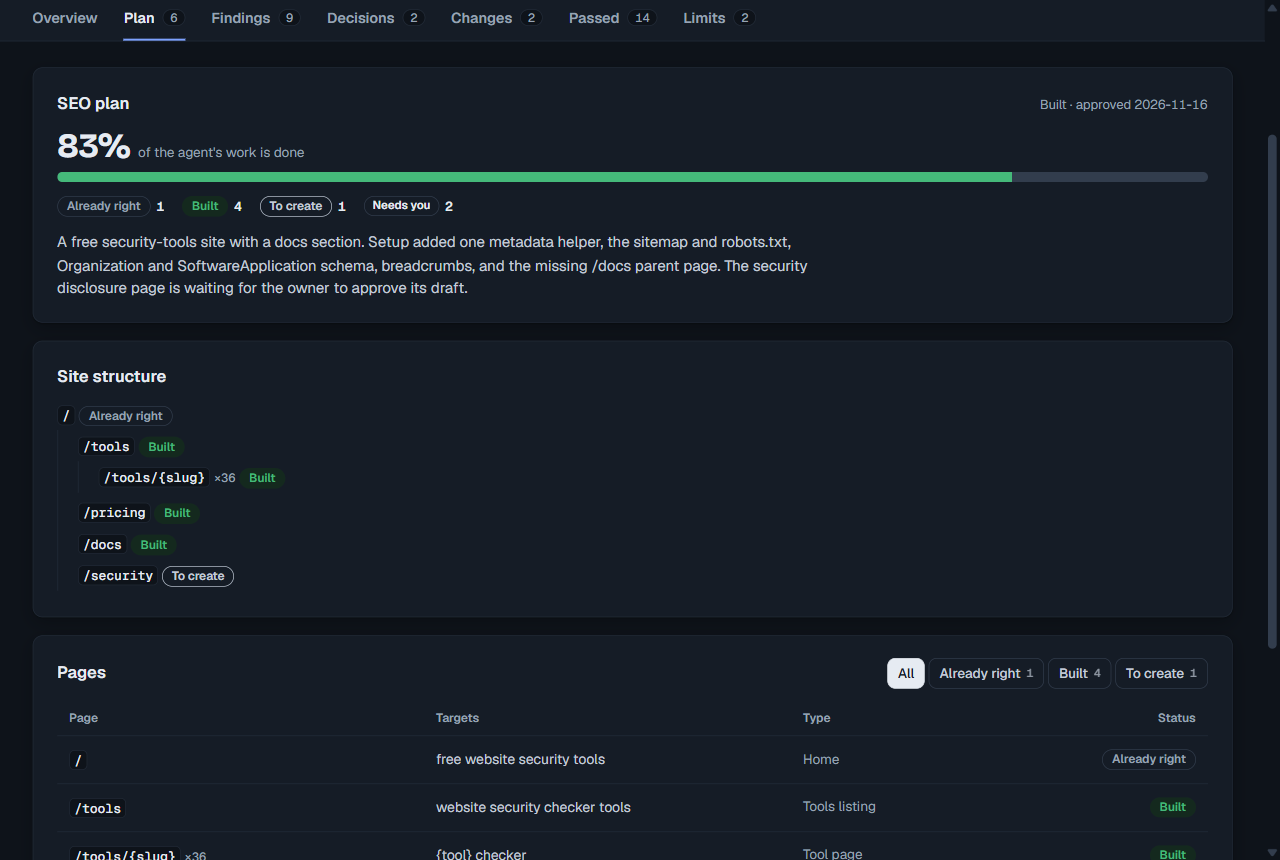 Overview Plan 6 Findings 9 Decisions 2 Changes 2 Passed 14 Limits 2
SEO plan
Built · approved 2026-11-16
83% of the agent's work is done
Already right 1 Built 4 To create 1 Needs you 2
A free security-tools site with a docs section. Setup added one metadata helper, the sitemap and robots.txt,
Organization and SoftwareApplication schema, breadcrumbs, and the missing /docs parent page. The security
disclosure page is waiting for the owner to approve its draft.
Site structure
/ Already right
/tools Built
/tools/{slug} ×36 Built
/pricing Built
/docs Built
/security To create
Pages
All Already right 1 Built 4 To create 1
Page Targets Type Status
/ free website security tools Home Already right
/tools website security checker tools Tools listing Built
/tools/{slug} ×36 {tool} checker Tool page Built